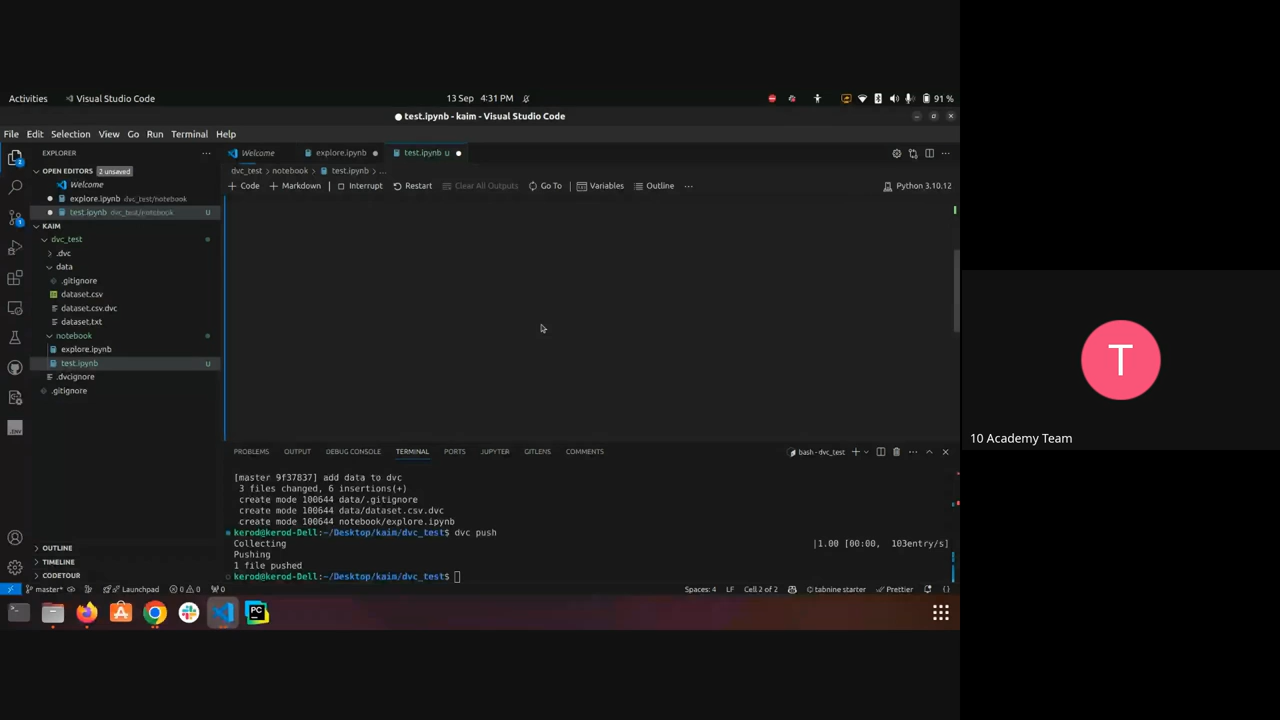 Activities
Visual Studio Code
13 Sep 4:31 PM
91 %
test.ipynb - kaim - Visual Studio Code
File Edit Selection View Go Run Terminal Help
EXPLORER
Welcome
explore.ipynb
test.ipynb U
OPEN EDITORS 2 unsaved
dvc_test > notebook > test.ipynb > ...
Welcome
Code
Markdown
Interrupt
Restart
Clear All Outputs
Go To
Variables
Outline
Python 3.10.12
explore.ipynb dvc_test/notebook
test.ipynb dvc_test/notebook U
KAIM
dvc_test
.dvc
data
.gitignore
dataset.csv
dataset.csv.dvc
dataset.txt
notebook
explore.ipynb
test.ipynb U
.dvcignore
.gitignore
OUTLINE
TIMELINE
CODETOUR
PROBLEMS OUTPUT DEBUG CONSOLE TERMINAL PORTS JUPYTER GITLENS COMMENTS
bash - dvc_test
[master 9f37837] add data to dvc
3 files changed, 6 insertions(+)
create mode 100644 data/.gitignore
create mode 100644 data/dataset.csv.dvc
create mode 100644 notebook/explore.ipynb
kerod@kerod-Dell:~/Desktop/kaim/dvc_test$ dvc push
Collecting |1.00 [00:00, 103entry/s]
Pushing
1 file pushed
kerod@kerod-Dell:~/Desktop/kaim/dvc_test$
master*
Launchpad
0 0
0
Spaces: 4
LF
Cell 2 of 2
tabnine starter
Prettier
PC
T
10 Academy Team